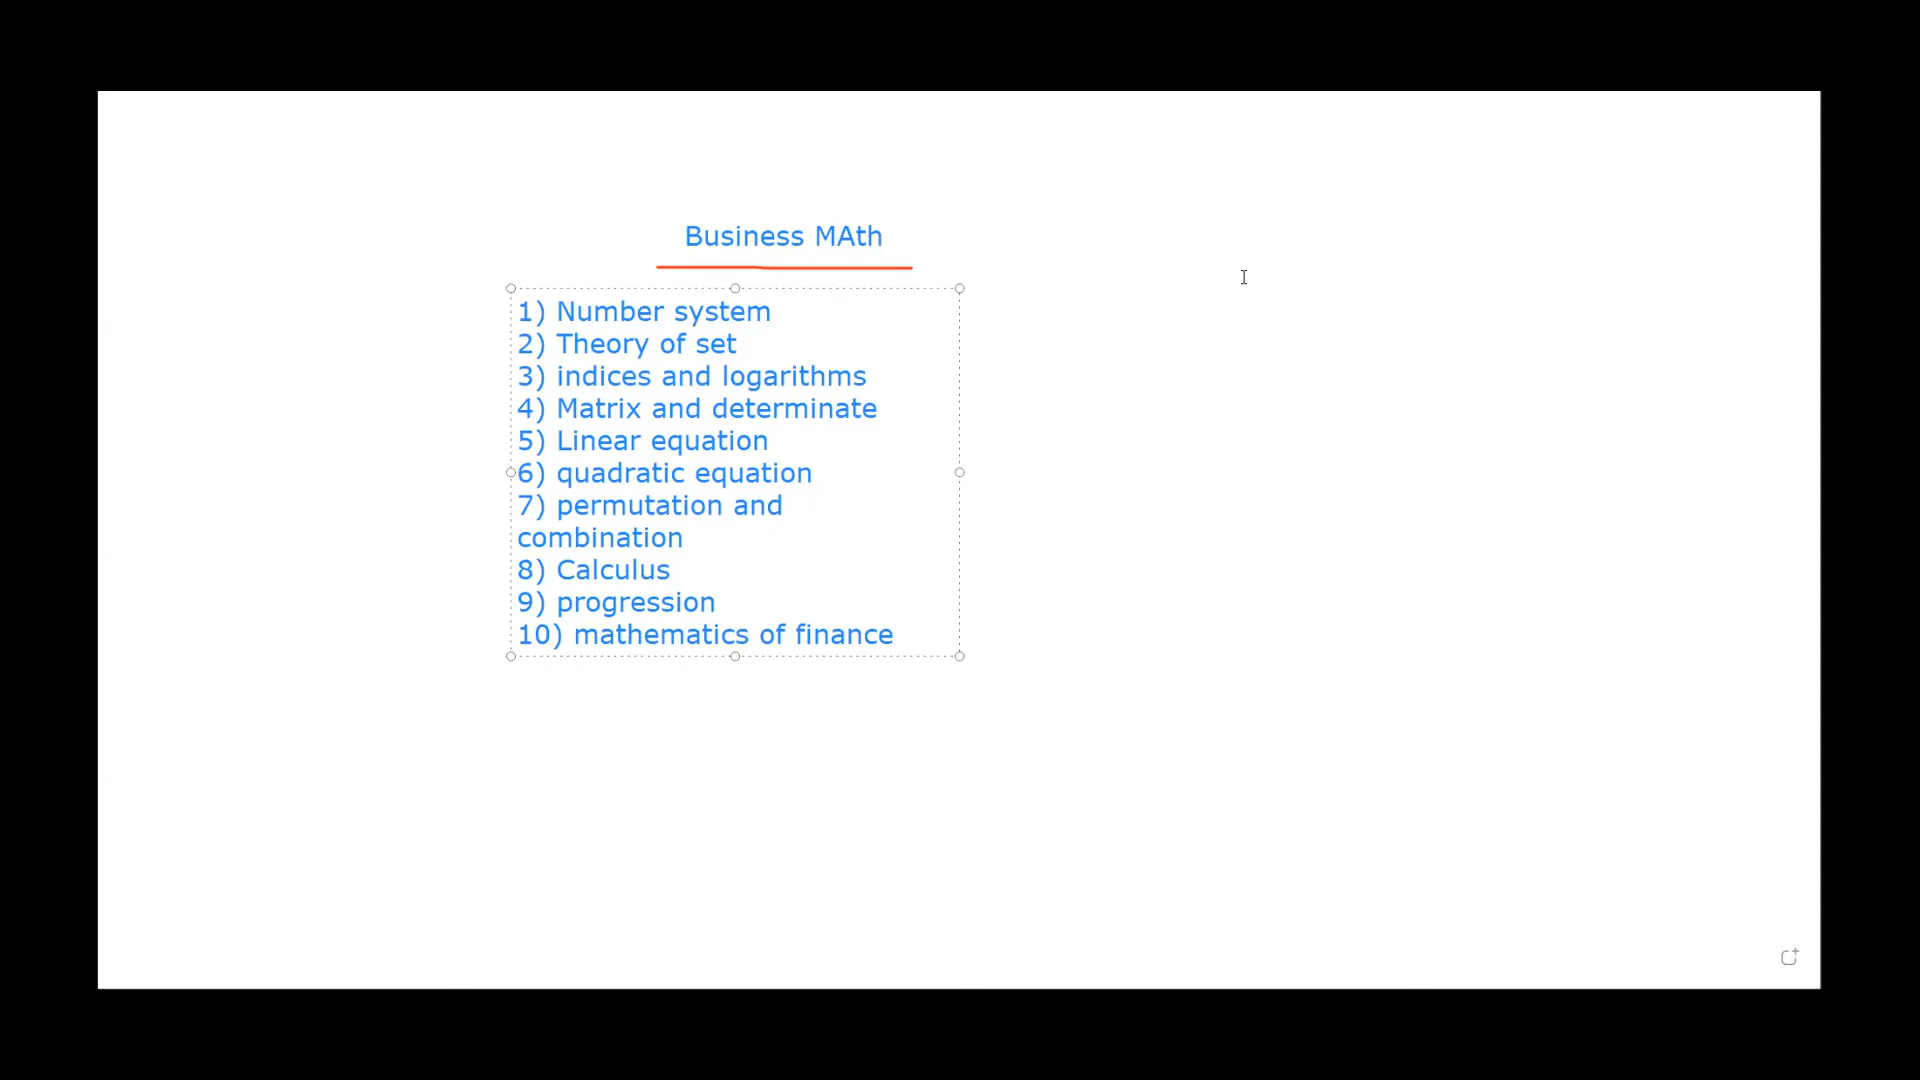 Business MAth
1) Number system
2) Theory of set
3) indices and logarithms
4) Matrix and determinate
5) Linear equation
6) quadratic equation
7) permutation and
combination
8) Calculus
9) progression
10) mathematics of finance